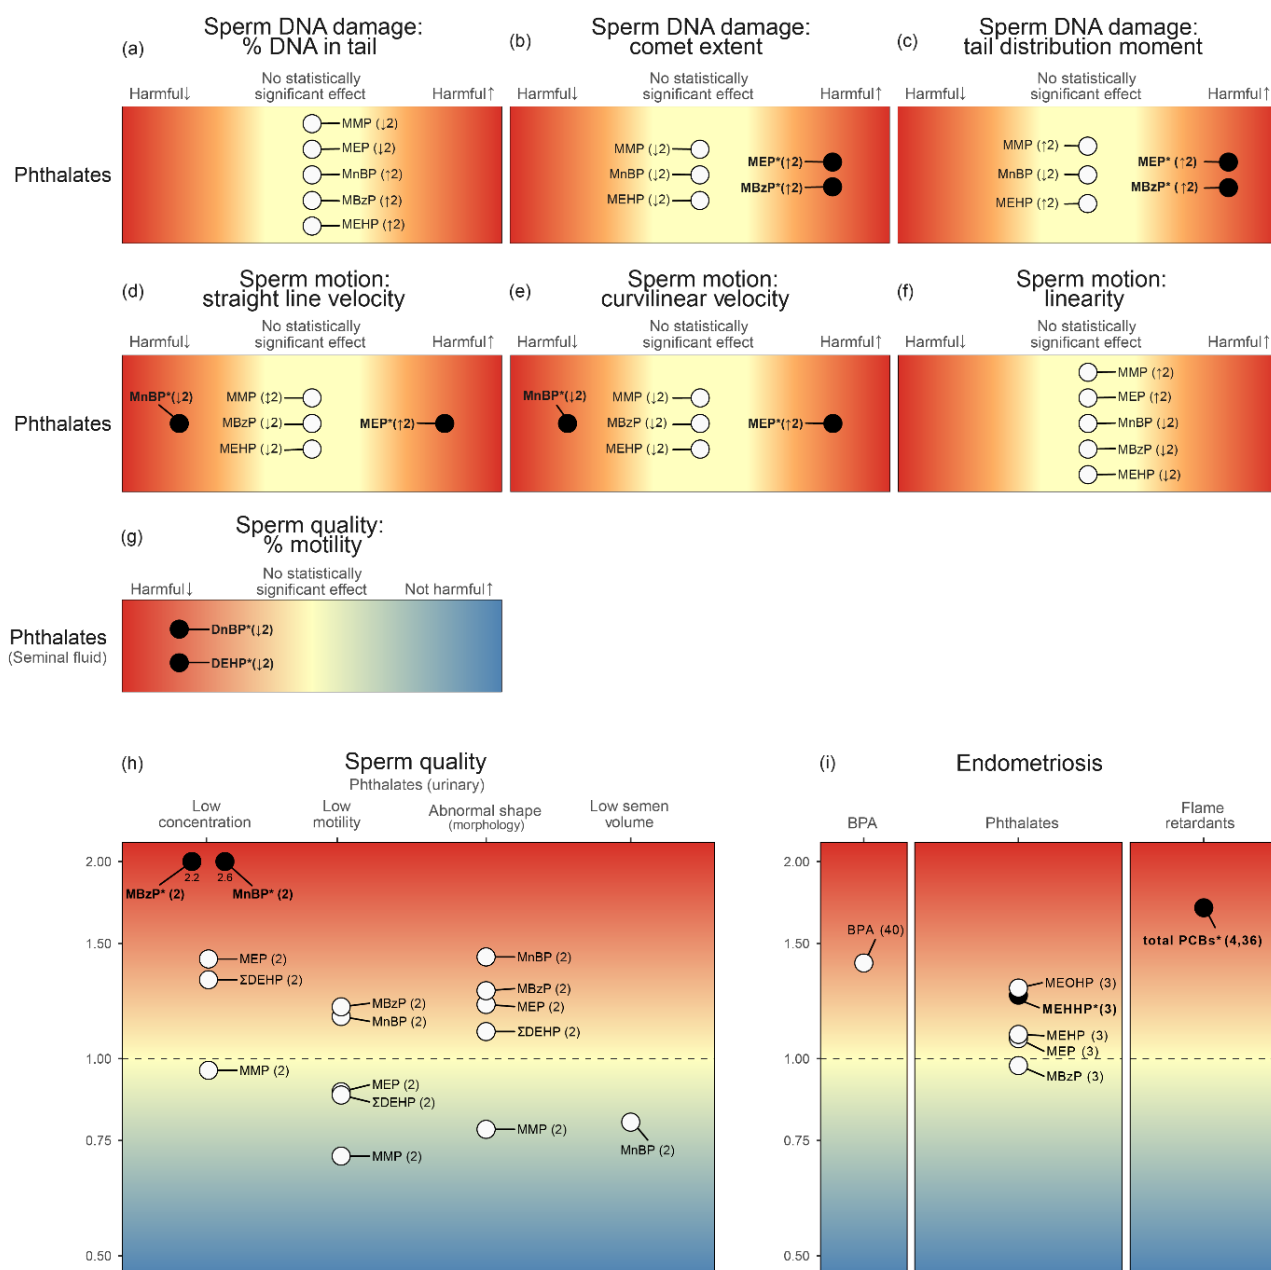 (a)
Sperm DNA damage:
% DNA in tail
(b)
Sperm DNA damage:
comet extent
(c)
Sperm DNA damage:
tail distribution moment
Harmful↓
No statistically
significant effect
Harmful↑
Harmful↓
No statistically
significant effect
Harmful↑
Harmful↓
No statistically
significant effect
Harmful↑
Phthalates
MMP (↓2)
MEP (↓2)
MnBP (↑2)
MBzP (↑2)
MEHP (↑2)
MMP (↓2)
MnBP (↓2)
MEHP (↓2)
MEP*(↑2)
MBzP*(↑2)
MMP (↑2)
MnBP (↓2)
MEHP (↑2)
MEP* (↑2)
MBzP* (↑2)
(d)
Sperm motion:
straight line velocity
(e)
Sperm motion:
curvilinear velocity
(f)
Sperm motion:
linearity
Harmful↓
No statistically
significant effect
Harmful↑
Harmful↓
No statistically
significant effect
Harmful↑
Harmful↓
No statistically
significant effect
Harmful↑
Phthalates
MnBP*(↓2)
MMP (↕2)
MBzP (↓2)
MEHP (↓2)
MEP*(↑2)
MnBP*(↓2)
MMP (↓2)
MBzP (↓2)
MEHP (↓2)
MEP*(↑2)
MMP (↑2)
MEP (↑2)
MnBP (↓2)
MBzP (↓2)
MEHP (↓2)
(g)
Sperm quality:
% motility
Harmful↓
No statistically
significant effect
Not harmful↑
Phthalates
(Seminal fluid)
DnBP*(↓2)
DEHP*(↓2)
(h)
Sperm quality
Phthalates (urinary)
Low
concentration
Low
motility
Abnormal shape
(morphology)
Low semen
volume
2.00
1.50
1.00
0.75
0.50
2.2
2.6
MBzP* (2)
MnBP* (2)
MEP (2)
ΣDEHP (2)
MMP (2)
MBzP (2)
MnBP (2)
MEP (2)
ΣDEHP (2)
MMP (2)
MnBP (2)
MBzP (2)
MEP (2)
ΣDEHP (2)
MMP (2)
MnBP (2)
(i)
Endometriosis
BPA
Phthalates
Flame
retardants
2.00
1.50
1.00
0.75
0.50
BPA (40)
MEOHP (3)
MEHHP*(3)
MEHP (3)
MEP (3)
MBzP (3)
total PCBs* (4,36)